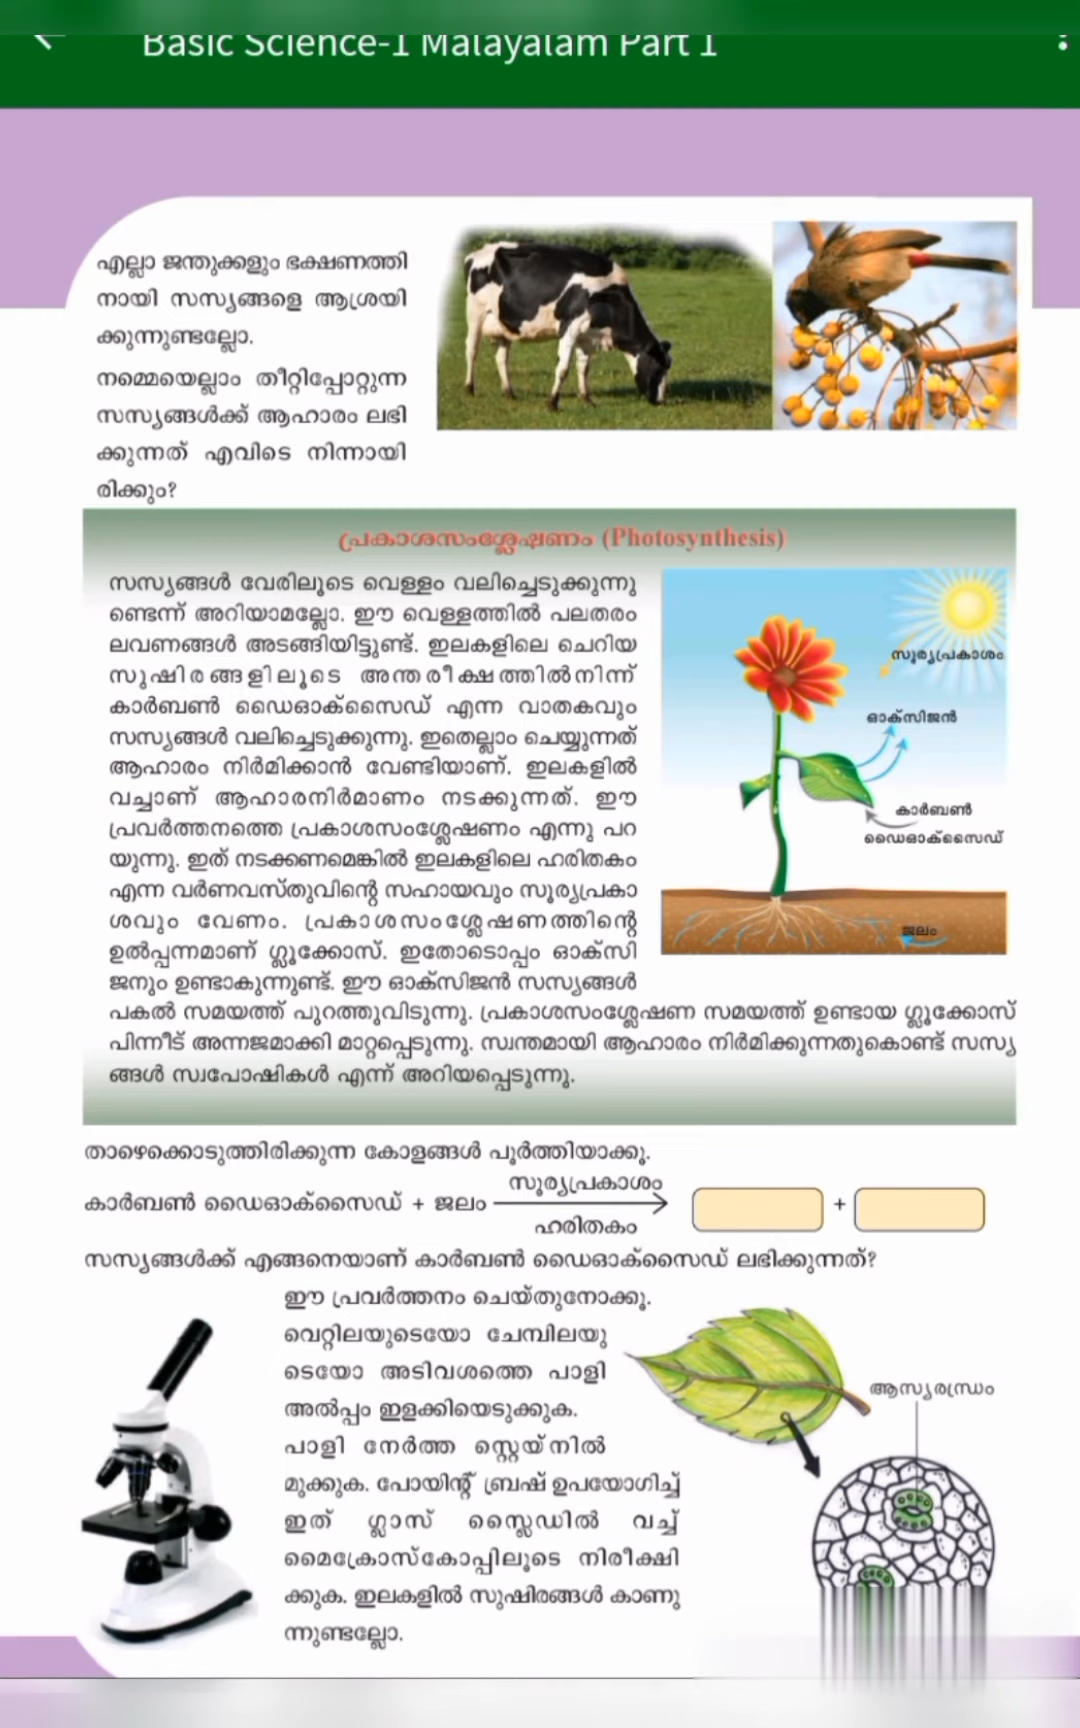 Basic Science-1 Malayalam Part 1
എല്ലാ ജന്തുക്കളും ഭക്ഷണത്തി
നായി സസ്യങ്ങളെ ആശ്രയി
ക്കുന്നുണ്ടല്ലോ.
നമ്മെയെല്ലാം തീറ്റിപ്പോറ്റുന്ന
സസ്യങ്ങൾക്ക് ആഹാരം ലഭി
ക്കുന്നത് എവിടെ നിന്നായി
രിക്കും?
പ്രകാശസംശ്ലേഷണം (Photosynthesis)
സസ്യങ്ങൾ വേരിലൂടെ വെള്ളം വലിച്ചെടുക്കുന്നു
ണ്ടെന്ന് അറിയാമല്ലോ. ഈ വെള്ളത്തിൽ പലതരം
ലവണങ്ങൾ അടങ്ങിയിട്ടുണ്ട്. ഇലകളിലെ ചെറിയ
സുഷിരങ്ങളിലൂടെ അന്തരീക്ഷത്തിൽനിന്ന്
കാർബൺ ഡൈഓക്സൈഡ് എന്ന വാതകവും
സസ്യങ്ങൾ വലിച്ചെടുക്കുന്നു. ഇതെല്ലാം ചെയ്യുന്നത്
ആഹാരം നിർമിക്കാൻ വേണ്ടിയാണ്. ഇലകളിൽ
വച്ചാണ് ആഹാരനിർമാണം നടക്കുന്നത്. ഈ
പ്രവർത്തനത്തെ പ്രകാശസംശ്ലേഷണം എന്നു പറ
യുന്നു. ഇത് നടക്കണമെങ്കിൽ ഇലകളിലെ ഹരിതകം
എന്ന വർണവസ്തുവിന്റെ സഹായവും സൂര്യപ്രകാ
ശവും വേണം. പ്രകാശസംശ്ലേഷണത്തിന്റെ
ഉൽപ്പന്നമാണ് ഗ്ലൂക്കോസ്. ഇതോടൊപ്പം ഓക്സി
ജനും ഉണ്ടാകുന്നുണ്ട്. ഈ ഓക്സിജൻ സസ്യങ്ങൾ
പകൽ സമയത്ത് പുറത്തുവിടുന്നു. പ്രകാശസംശ്ലേഷണ സമയത്ത് ഉണ്ടായ ഗ്ലൂക്കോസ്
പിന്നീട് അന്നജമാക്കി മാറ്റപ്പെടുന്നു. സ്വന്തമായി ആഹാരം നിർമിക്കുന്നതുകൊണ്ട് സസ്യ
ങ്ങൾ സ്വപോഷികൾ എന്ന് അറിയപ്പെടുന്നു.
സൂര്യപ്രകാശം
ഓക്സിജൻ
കാർബൺ
ഡൈഓക്സൈഡ്
ജലം
താഴെക്കൊടുത്തിരിക്കുന്ന കോളങ്ങൾ പൂർത്തിയാക്കൂ.
സൂര്യപ്രകാശം
കാർബൺ ഡൈഓക്സൈഡ് + ജലം +
ഹരിതകം
സസ്യങ്ങൾക്ക് എങ്ങനെയാണ് കാർബൺ ഡൈഓക്സൈഡ് ലഭിക്കുന്നത്?
ഈ പ്രവർത്തനം ചെയ്തുനോക്കൂ.
വെറ്റിലയുടെയോ ചേമ്പിലയു
ടെയോ അടിവശത്തെ പാളി
അൽപ്പം ഇളക്കിയെടുക്കുക.
പാളി നേർത്ത സ്റ്റെയ്നിൽ
മുക്കുക. പോയിന്റ് ബ്രഷ് ഉപയോഗിച്ച്
ഇത് ഗ്ലാസ് സ്ലൈഡിൽ വച്ച്
മൈക്രോസ്കോപ്പിലൂടെ നിരീക്ഷി
ക്കുക. ഇലകളിൽ സുഷിരങ്ങൾ കാണു
ന്നുണ്ടല്ലോ.
ആസ്യരന്ധ്രം